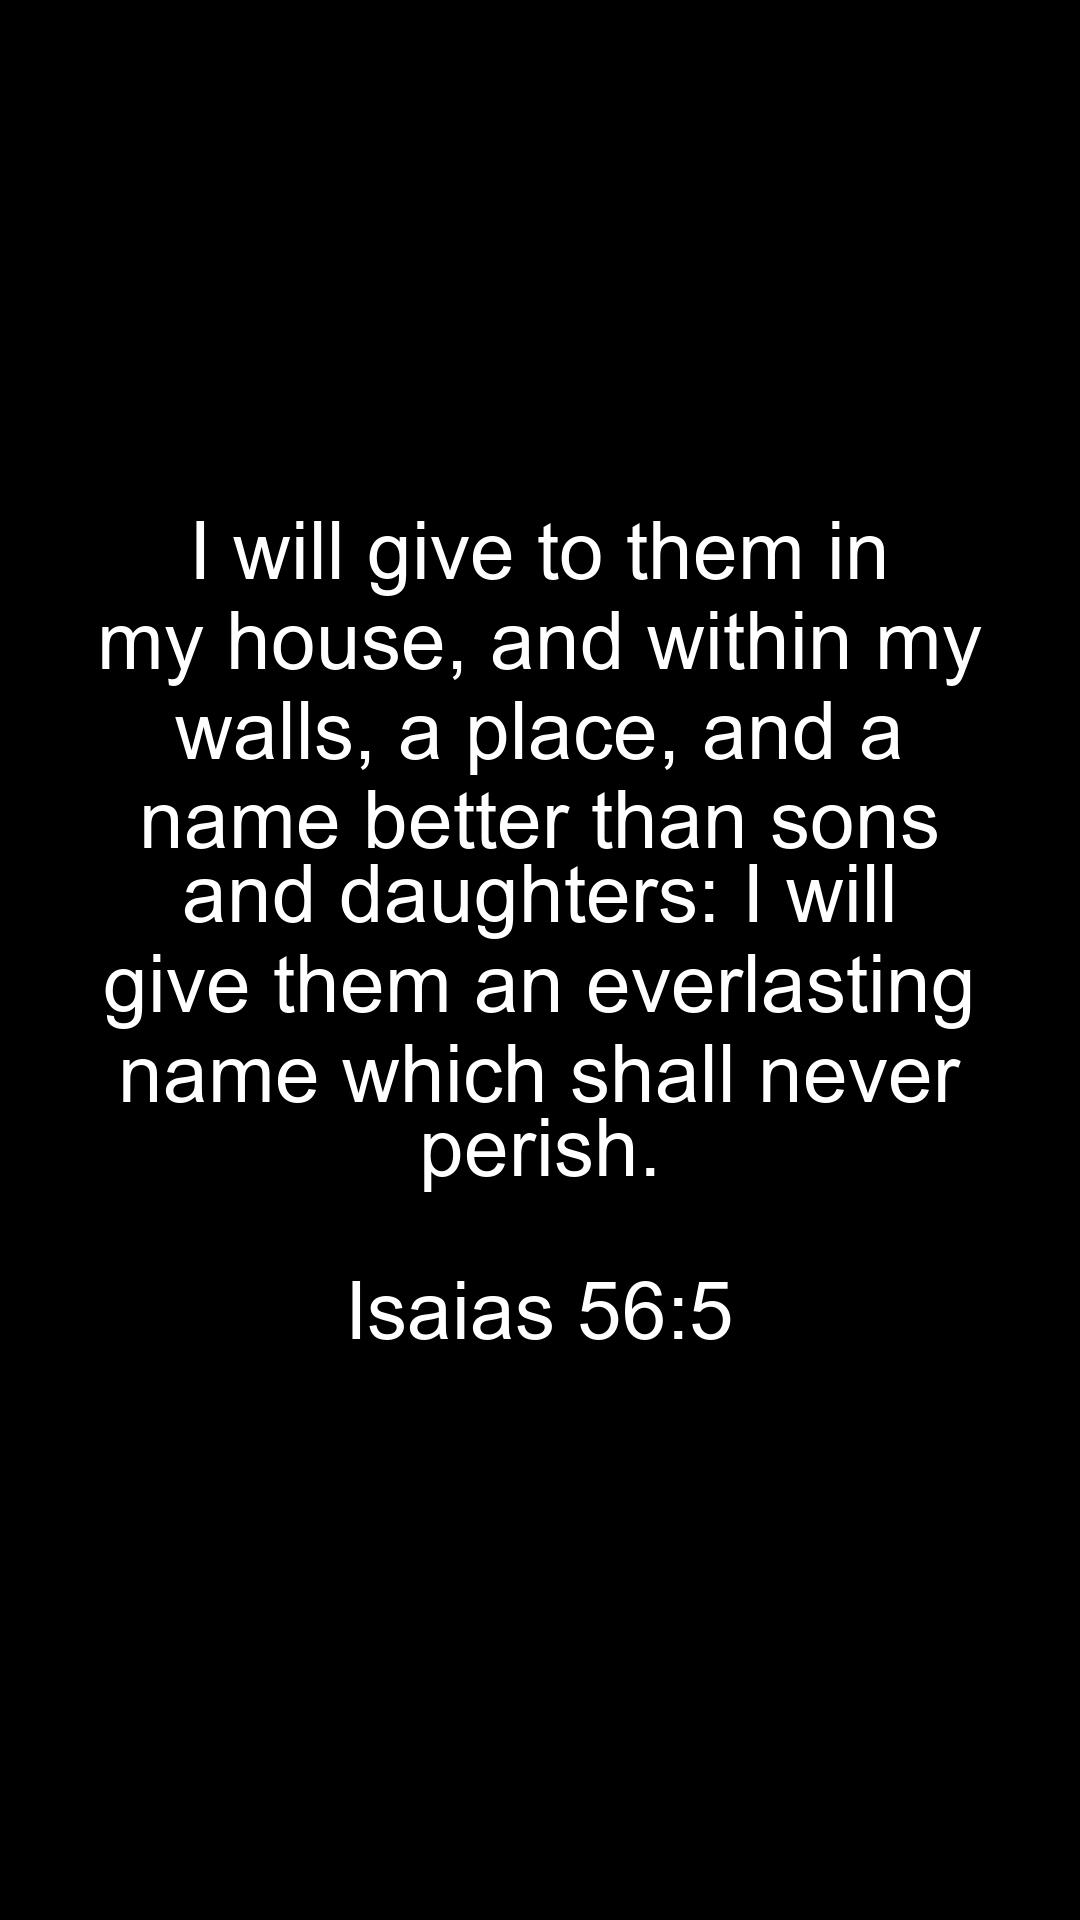 I will give to them in
my house, and within my
walls, a place, and a
name better than sons
and daughters: I will
give them an everlasting
name which shall never
perish.
Isaias 56:5